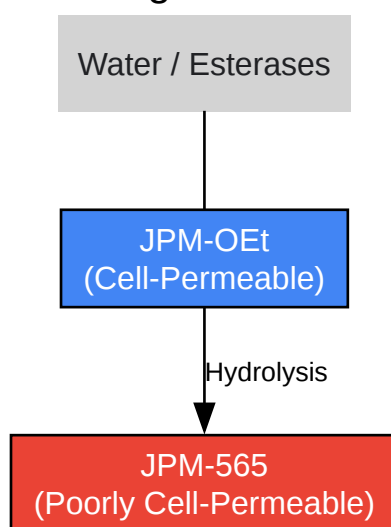 Water / Esterases
JPM-OEt
(Cell-Permeable)
Hydrolysis
JPM-565
(Poorly Cell-Permeable)